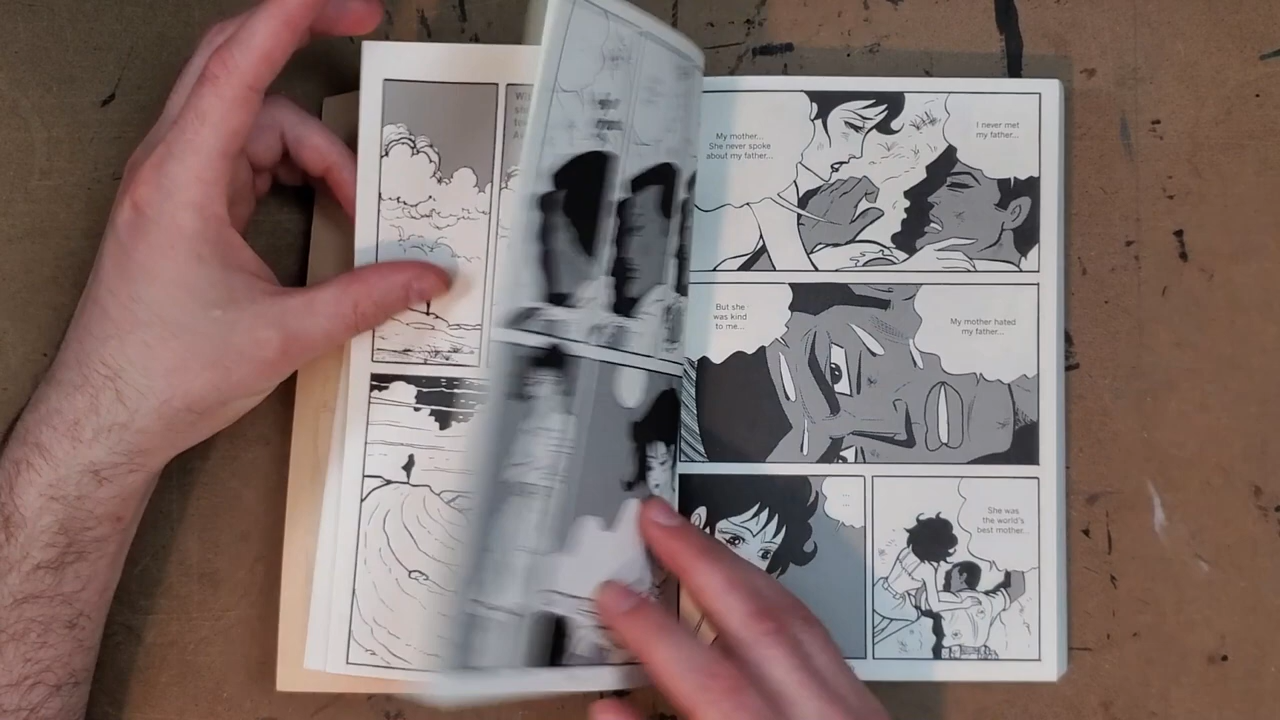 My mother...
She never spoke
about my father...
I never met
my father...
But she
was kind
to me...
My mother hated
my father...
...
She was
the world's
best mother...